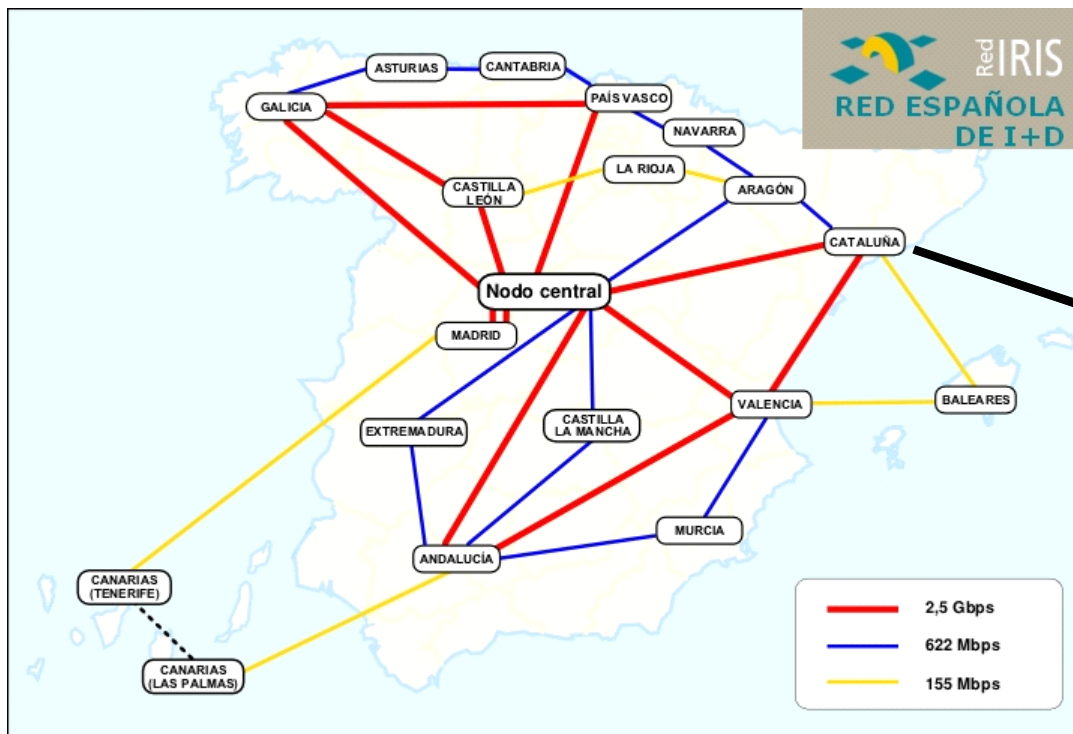 Red IRIS
RED ESPAÑOLA
DE I+D
ASTURIAS
CANTABRIA
GALICIA
PAÍS VASCO
NAVARRA
LA RIOJA
CASTILLA
LEÓN
ARAGÓN
CATALUÑA
Nodo central
MADRID
BALEARES
VALENCIA
EXTREMADURA
CASTILLA
LA MANCHA
MURCIA
ANDALUCÍA
CANARIAS
(TENERIFE)
CANARIAS
(LAS PALMAS)
2,5 Gbps
622 Mbps
155 Mbps